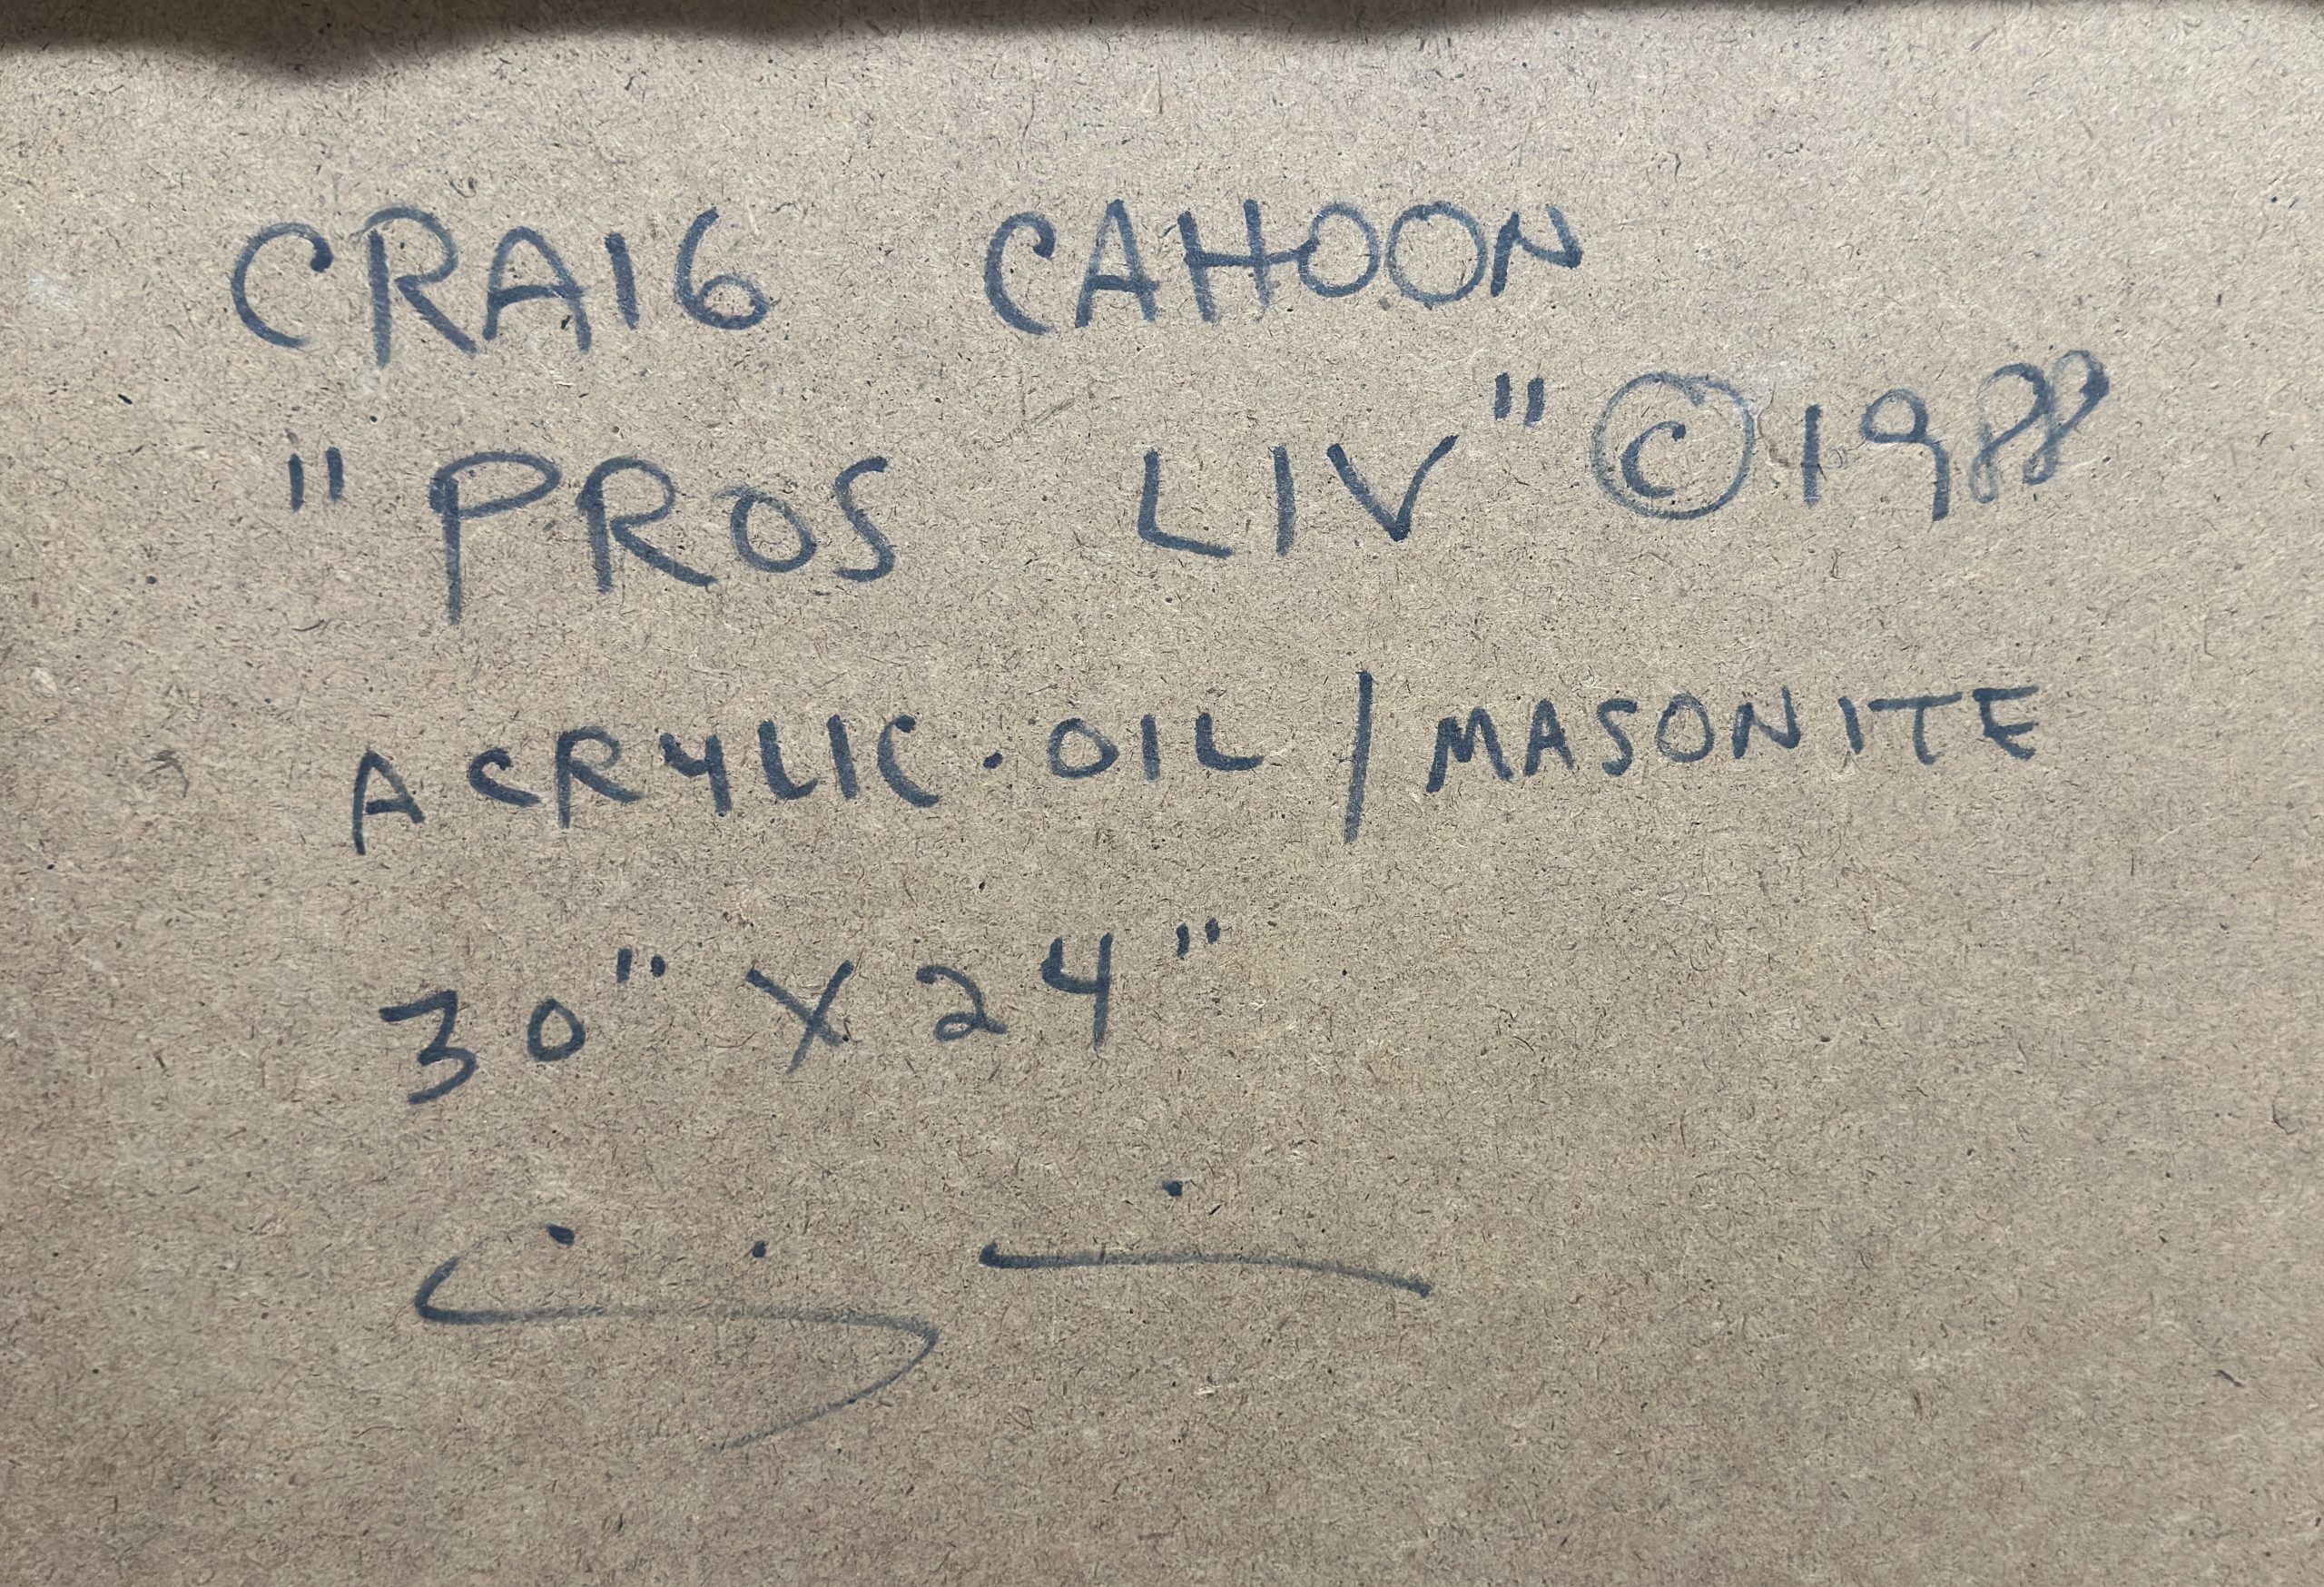 CRAIG CAHOON
"PROS LIV" © 1988
ACRYLIC · OIL / MASONITE
30" X 24"